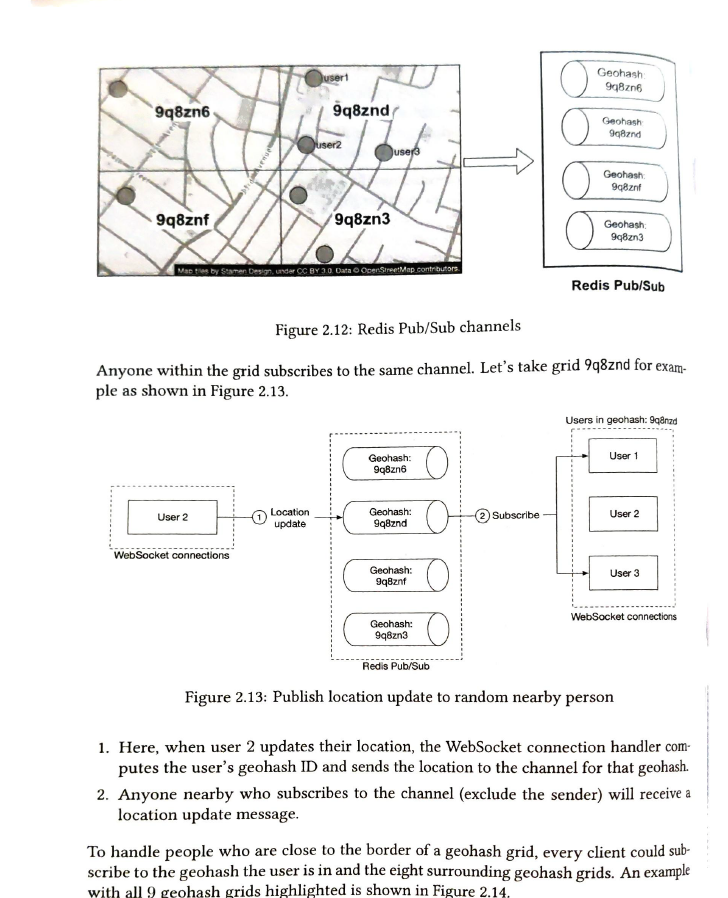 user1
9q8zn6
9q8znd
user2
user3
9q8znf
9q8zn3
Map tiles by Stamen Design, under CC BY 3.0. Data © OpenStreetMap contributors.
Geohash:
9q8zn6
Geohash:
9q8znd
Geohash:
9q8znf
Geohash:
9q8zn3
Redis Pub/Sub
Figure 2.12: Redis Pub/Sub channels
Anyone within the grid subscribes to the same channel. Let's take grid 9q8znd for exam-
ple as shown in Figure 2.13.
Users in geohash: 9q8nzd
User 2
WebSocket connections
1 Location
update
Geohash:
9q8zn6
Geohash:
9q8znd
Geohash:
9q8znf
Geohash:
9q8zn3
Redis Pub/Sub
2 Subscribe
User 1
User 2
User 3
WebSocket connections
Figure 2.13: Publish location update to random nearby person
1. Here, when user 2 updates their location, the WebSocket connection handler com-
putes the user's geohash ID and sends the location to the channel for that geohash.
2. Anyone nearby who subscribes to the channel (exclude the sender) will receive a
location update message.
To handle people who are close to the border of a geohash grid, every client could sub-
scribe to the geohash the user is in and the eight surrounding geohash grids. An example
with all 9 geohash grids highlighted is shown in Figure 2.14.